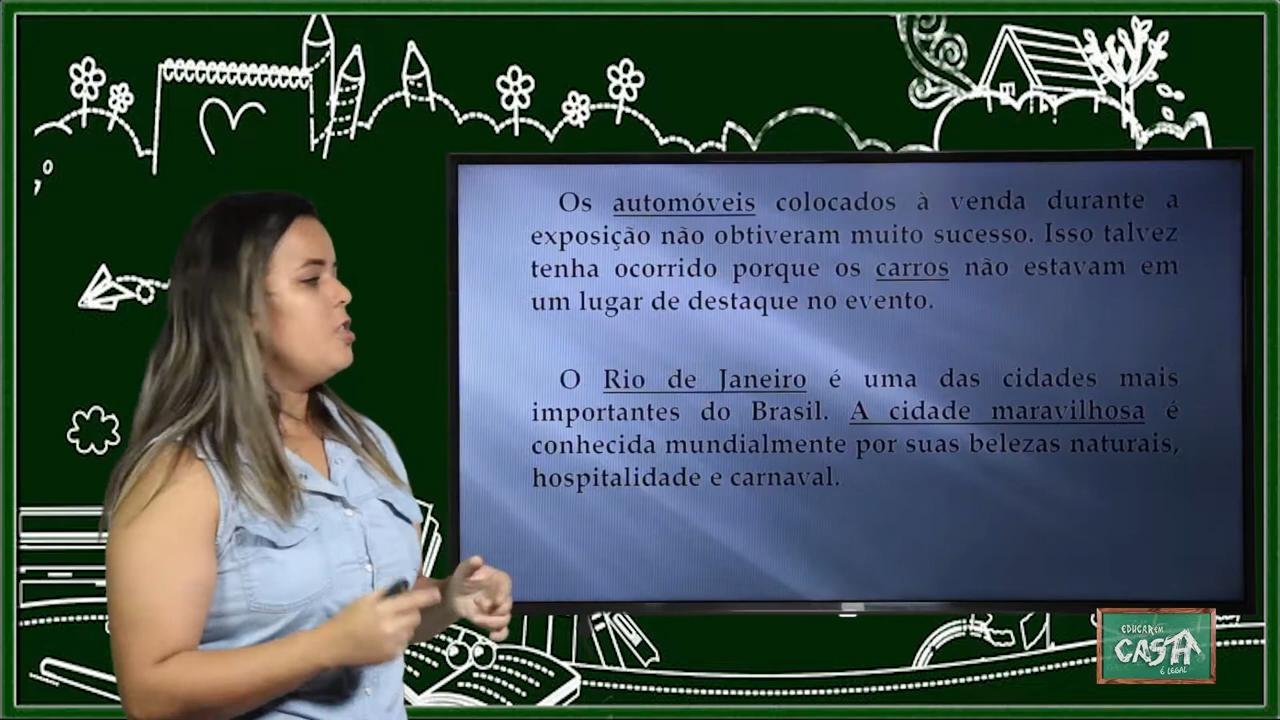 Os automóveis colocados à venda durante a
exposição não obtiveram muito sucesso. Isso talvez
tenha ocorrido porque os carros não estavam em
um lugar de destaque no evento.
O Rio de Janeiro é uma das cidades mais
importantes do Brasil. A cidade maravilhosa é
conhecida mundialmente por suas belezas naturais,
hospitalidade e carnaval.
EDUCAR EM
CASA
É LEGAL